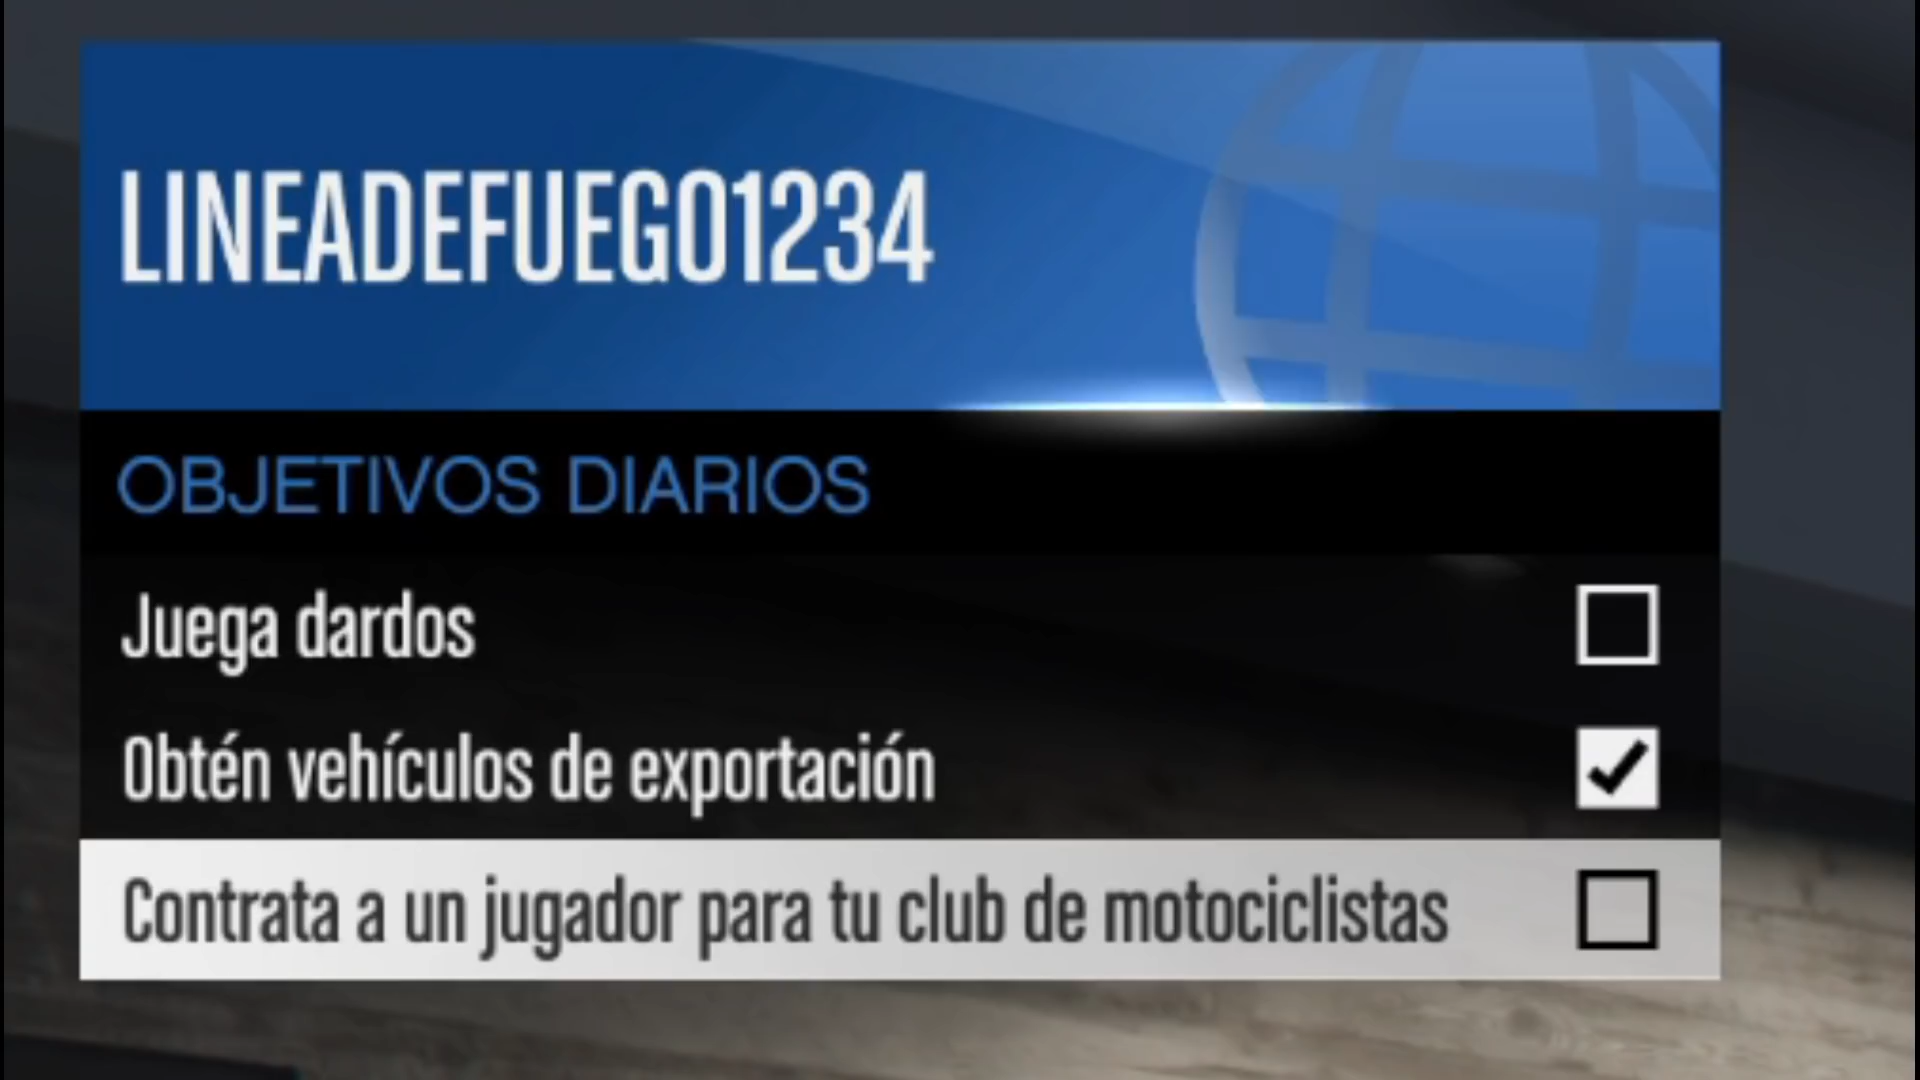 LINEADEFUEGO1234
OBJETIVOS DIARIOS
Juega dardos
Obtén vehículos de exportación
Contrata a un jugador para tu club de motociclistas